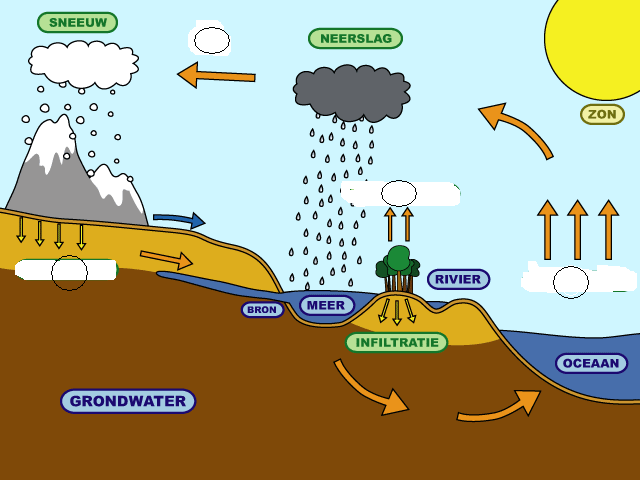 SNEEUW
NEERSLAG
ZON
RIVIER
BRON
MEER
INFILTRATIE
OCEAAN
GRONDWATER